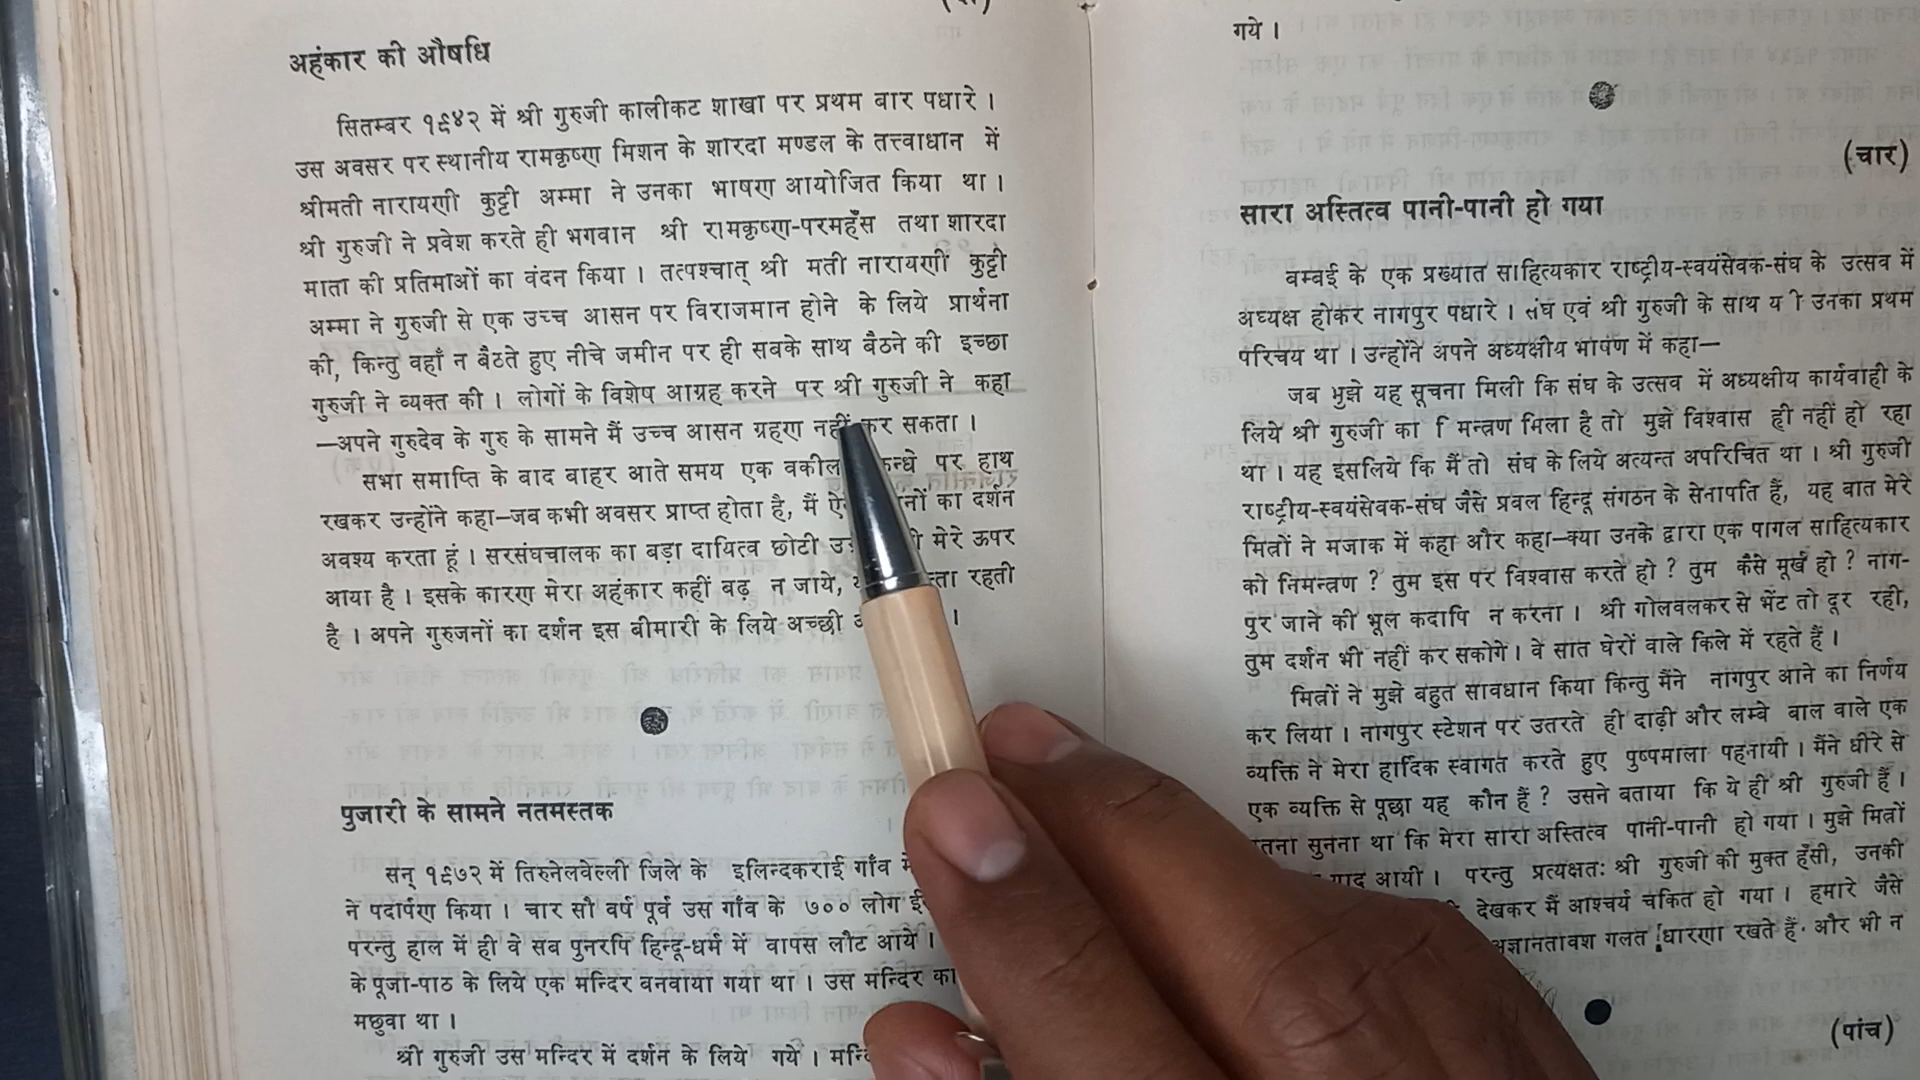 अहंकार की औषधि
सितम्बर १९४२ में श्री गुरुजी कालीकट शाखा पर प्रथम बार पधारे ।
उस अवसर पर स्थानीय रामकृष्ण मिशन के शारदा मण्डल के तत्त्वाधान में
श्रीमती नारायणी कुट्टी अम्मा ने उनका भाषण आयोजित किया था ।
श्री गुरुजी ने प्रवेश करते ही भगवान श्री रामकृष्ण-परमहँस तथा शारदा
माता की प्रतिमाओं का वंदन किया । तत्पश्चात् श्री मती नारायणी कुट्टी
अम्मा ने गुरुजी से एक उच्च आसन पर विराजमान होने के लिये प्रार्थना
की, किन्तु वहाँ न बैठते हुए नीचे जमीन पर ही सबके साथ बैठने की इच्छा
गुरुजी ने व्यक्त की । लोगों के विशेष आग्रह करने पर श्री गुरुजी ने कहा
—अपने गुरुदेव के गुरु के सामने मैं उच्च आसन ग्रहण नहीं कर सकता ।
सभा समाप्ति के बाद बाहर आते समय एक वकील कन्धे पर हाथ
रखकर उन्होंने कहा—जब कभी अवसर प्राप्त होता है, मैं का दर्शन
अवश्य करता हूं । सरसंघचालक का बड़ा दायित्व छोटी मेरे ऊपर
आया है । इसके कारण मेरा अहंकार कहीं बढ़ न जाये, रहती
है । अपने गुरुजनों का दर्शन इस बीमारी के लिये अच्छी ।
पुजारी के सामने नतमस्तक
सन् १९७२ में तिरुनेलवेल्ली जिले के इलिन्दकराई गाँव
ने पदार्पण किया । चार सौ वर्ष पूर्व उस गाँव के ७०० लोग
परन्तु हाल में ही वे सब पुनरपि हिन्दू-धर्म में वापस लौट आये ।
के पूजा-पाठ के लिये एक मन्दिर बनवाया गया था । उस मन्दिर का
मछुवा था ।
श्री गुरुजी उस मन्दिर में दर्शन के लिये गये ।
गये ।
(चार)
सारा अस्तित्व पानी-पानी हो गया
बम्बई के एक प्रख्यात साहित्यकार राष्ट्रीय-स्वयंसेवक-संघ के उत्सव में
अध्यक्ष होकर नागपुर पधारे । संघ एवं श्री गुरुजी के साथ उनका प्रथम
परिचय था । उन्होंने अपने अध्यक्षीय भाषण में कहा—
जब मुझे यह सूचना मिली कि संघ के उत्सव में अध्यक्षीय कार्यवाही के
लिये श्री गुरुजी का मन्त्रण मिला है तो मुझे विश्वास ही नहीं हो रहा
था । यह इसलिये कि मैं तो संघ के लिये अत्यन्त अपरिचित था । श्री गुरुजी
राष्ट्रीय-स्वयंसेवक-संघ जैसे प्रबल हिन्दू संगठन के सेनापति हैं, यह बात मेरे
मित्रों ने मजाक में कहा और कहा—क्या उनके द्वारा एक पागल साहित्यकार
को निमन्त्रण ? तुम इस पर विश्वास करते हो ? तुम कैसे मूर्ख हो ? नाग-
पुर जाने की भूल कदापि न करना । श्री गोलवलकर से भेंट तो दूर रही,
तुम दर्शन भी नहीं कर सकोगे । वे सात घेरों वाले किले में रहते हैं ।
मित्रों ने मुझे बहुत सावधान किया किन्तु मैंने नागपुर आने का निर्णय
कर लिया । नागपुर स्टेशन पर उतरते ही दाढ़ी और लम्बे बाल वाले एक
व्यक्ति ने मेरा हार्दिक स्वागत करते हुए पुष्पमाला पहनायी । मैंने धीरे से
एक व्यक्ति से पूछा यह कौन हैं ? उसने बताया कि ये ही श्री गुरुजी हैं ।
इतना सुनना था कि मेरा सारा अस्तित्व पानी-पानी हो गया । मुझे मित्रों
याद आयी । परन्तु प्रत्यक्षतः श्री गुरुजी की मुक्त हँसी, उनकी
देखकर मैं आश्चर्य चकित हो गया । हमारे जैसे
अज्ञानतावश गलत धारणा रखते हैं और भी न
(पांच)